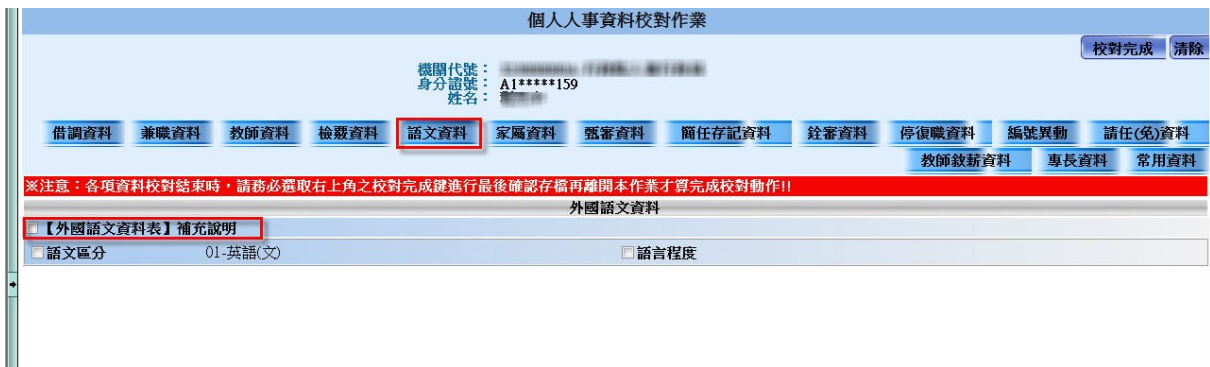 個人人事資料校對作業
校對完成 清除
機關代號：
身分證號： A1*****159
姓名：
借調資料 兼職資料 教師資料 檢覈資料 語文資料 家屬資料 甄審資料 簡任存記資料 銓審資料 停復職資料 編號異動 請任(免)資料
教師敘薪資料 專長資料 常用資料
※注意：各項資料校對結束時，請務必選取右上角之校對完成鍵進行最後確認存檔再離開本作業才算完成校對動作!!
外國語文資料
【外國語文資料表】補充說明
語文區分 01-英語(文) 語言程度